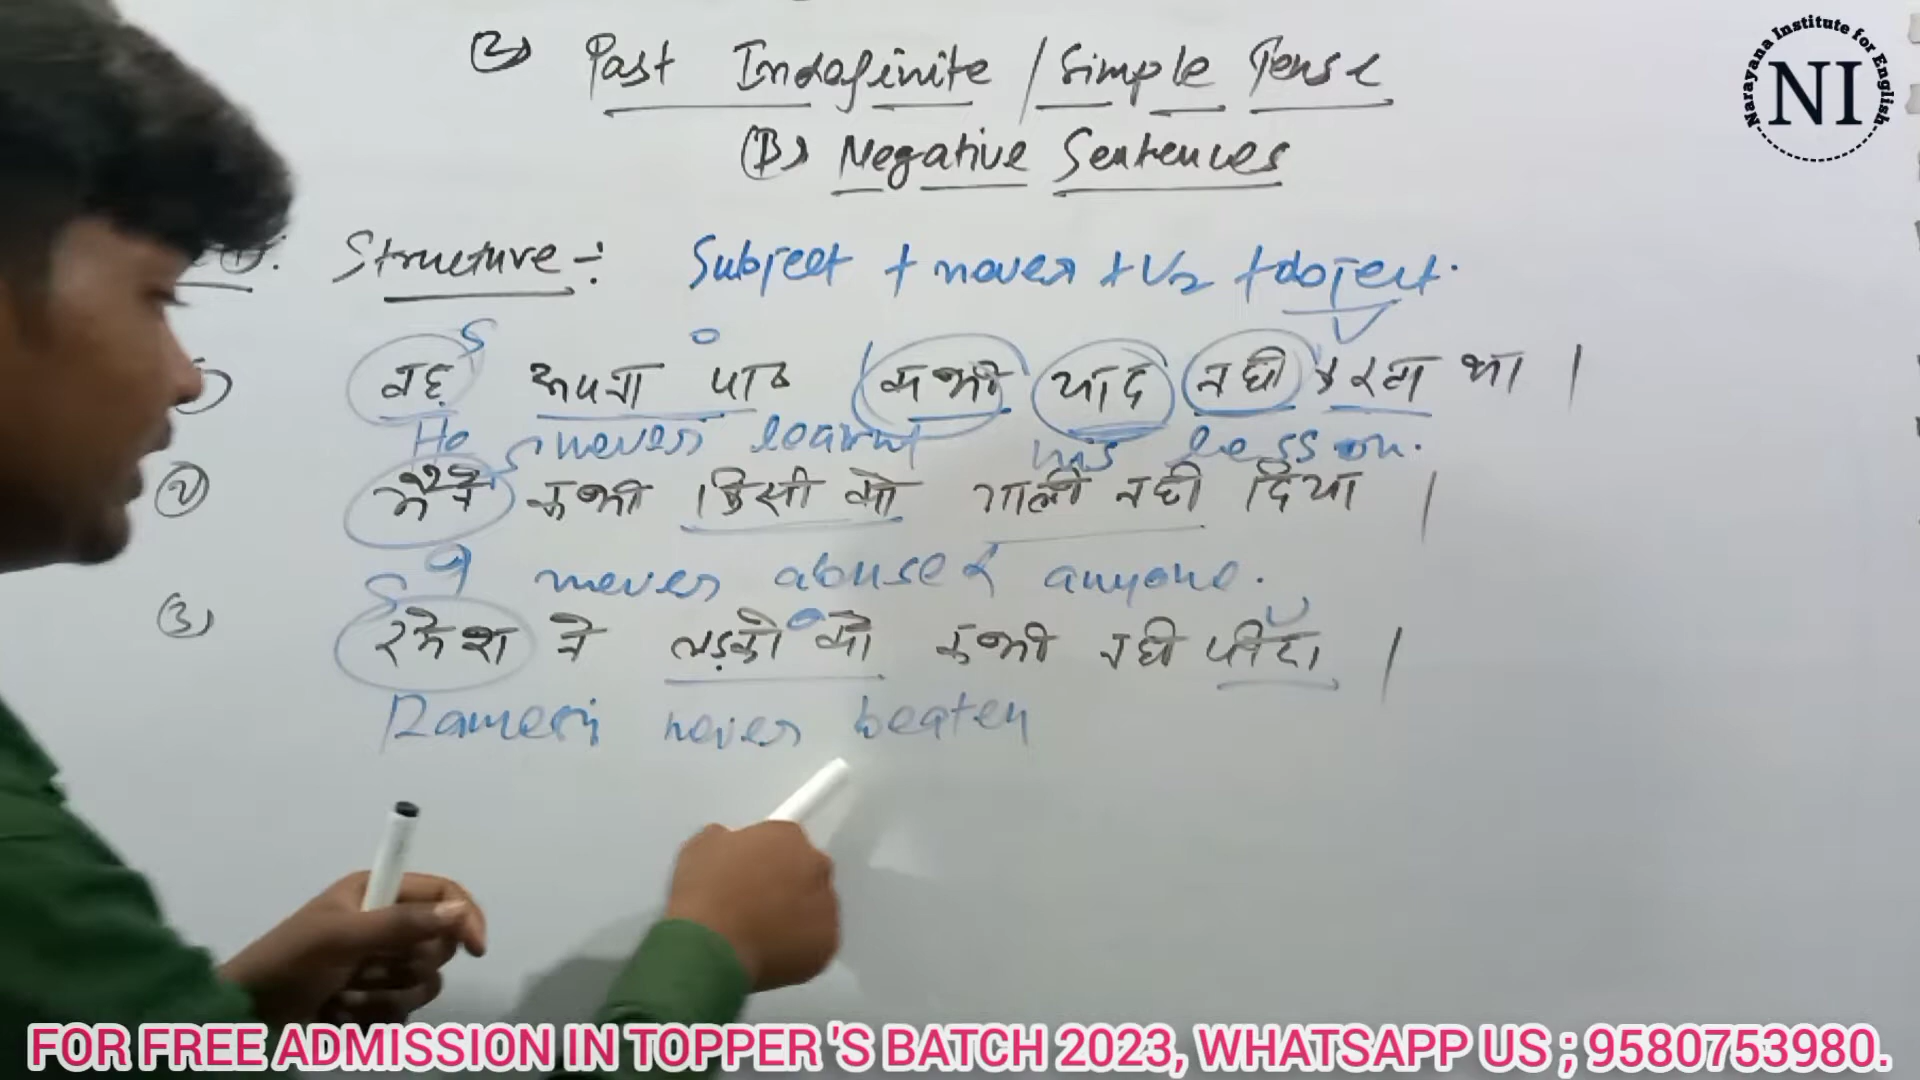 (2) Past Indefinite / Simple Tense
Narayana Institute for English
NI
(B) Negative Sentences
Structure -: Subject + never + V2 + object.
S O V
वह अपना पाठ कभी याद नही करता था |
He never learnt his lesson.
(2) मैंने कभी किसी को गाली नही दिया |
I never abused anyone.
(3) रमेश ने लड़को को कभी नही पीटा |
Ramesh never beaten
FOR FREE ADMISSION IN TOPPER 'S BATCH 2023, WHATSAPP US ; 9580753980.